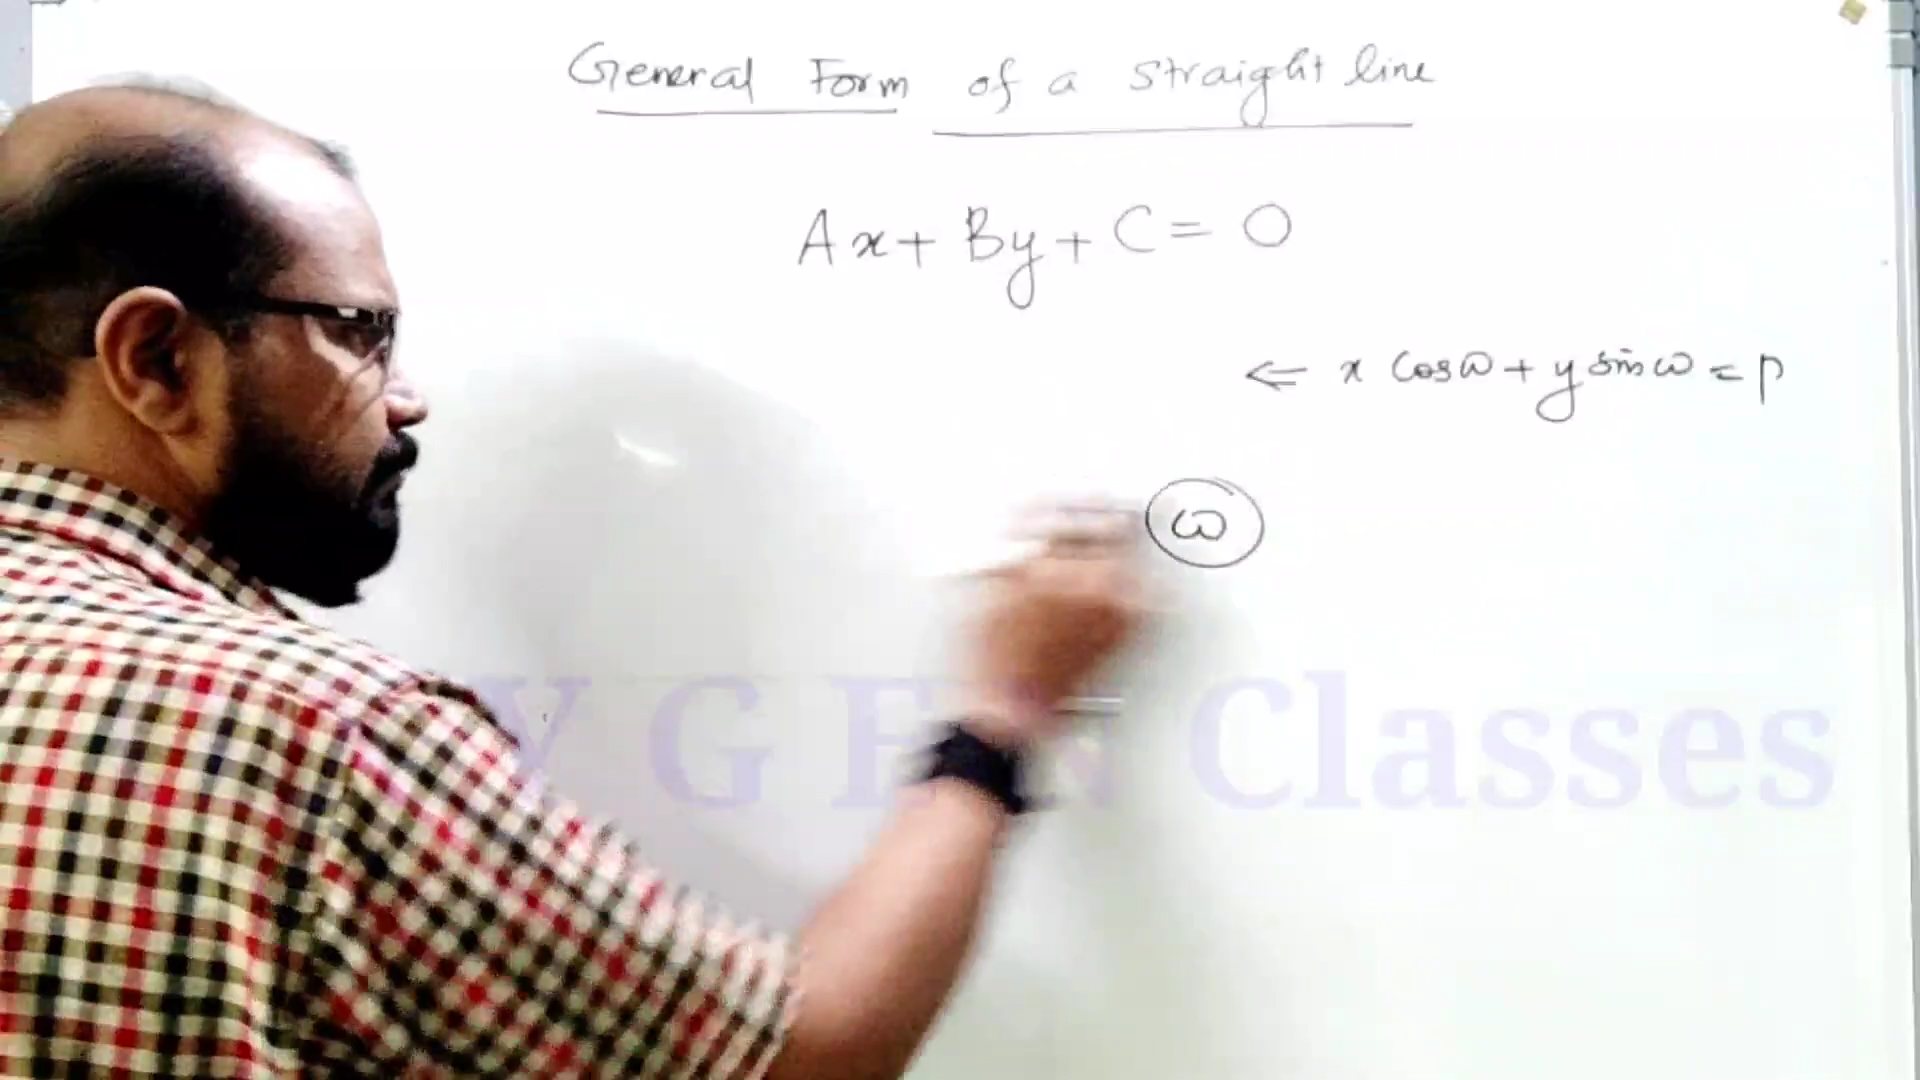 General Form of a straight line
Ax + By + C = 0
⇐ x cosω + y sinω = p
ω
Classes